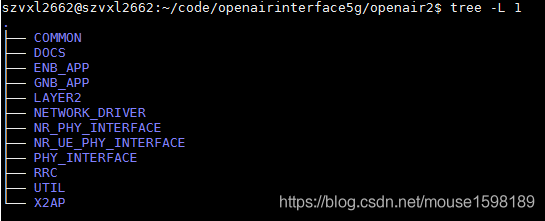 szvxl2662@szvxl2662:~/code/openairinterface5g/openair2$ tree -L 1
.
├── COMMON
├── DOCS
├── ENB_APP
├── GNB_APP
├── LAYER2
├── NETWORK_DRIVER
├── NR_PHY_INTERFACE
├── NR_UE_PHY_INTERFACE
├── PHY_INTERFACE
├── RRC
├── UTIL
└── X2AP
https://blog.csdn.net/mouse1598189